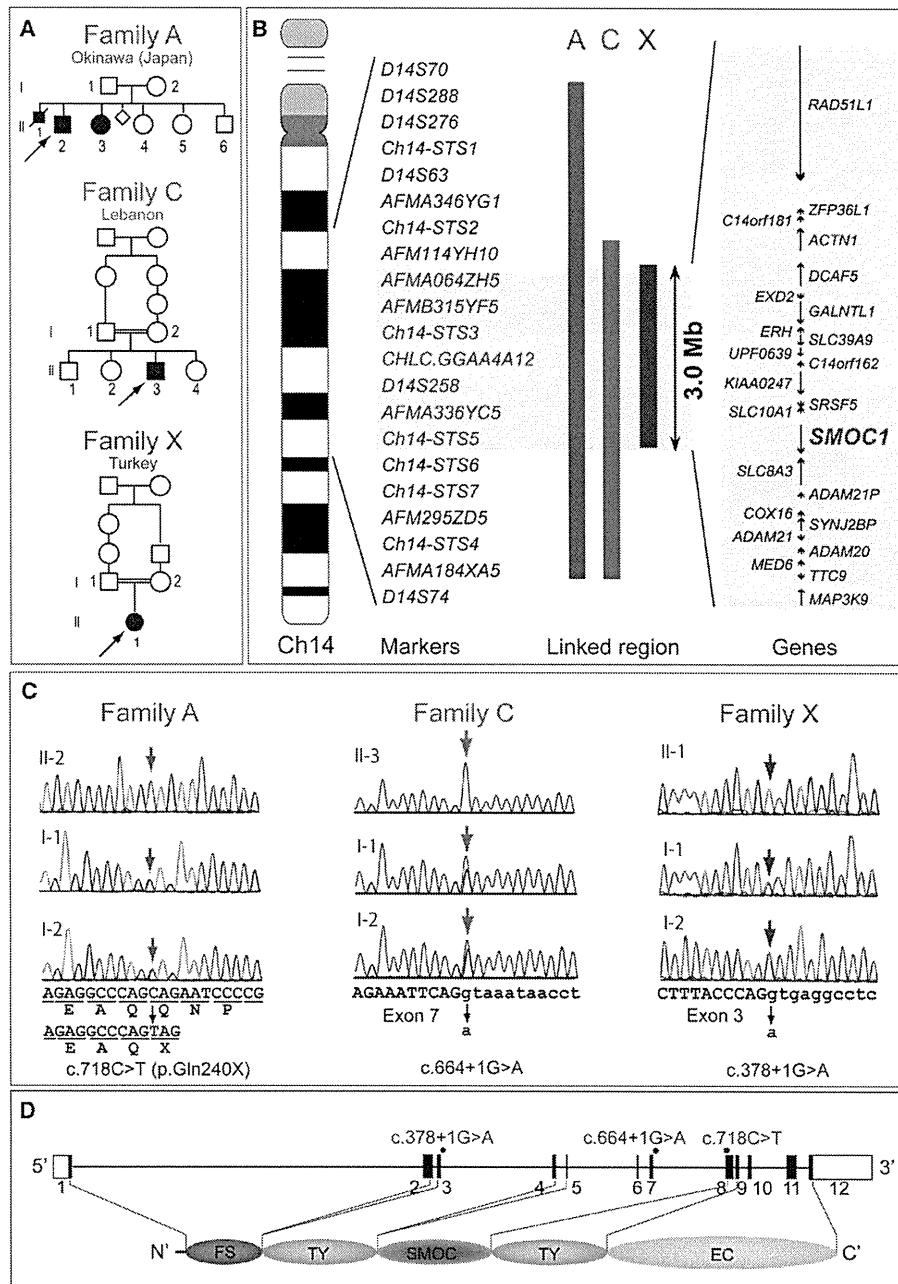 A
Family A
Okinawa (Japan)
I
1
2
II
1
2
3
4
5
6
Family C
Lebanon
I
1
2
II
1
2
3
4
Family X
Turkey
I
1
2
II
1
B
A C X
D14S70
D14S288
D14S276
Ch14-STS1
D14S63
AFMA346YG1
Ch14-STS2
AFM114YH10
AFMA064ZH5
AFMB315YF5
Ch14-STS3
CHLC.GGAA4A12
D14S258
AFMA336YC5
Ch14-STS5
Ch14-STS6
Ch14-STS7
AFM295ZD5
Ch14-STS4
AFMA184XA5
D14S74
3.0 Mb
RAD51L1
ZFP36L1
C14orf181
ACTN1
DCAF5
EXD2
GALNTL1
ERH
SLC39A9
UPF0639
C14orf162
KIAA0247
SRSF5
SLC10A1
SMOC1
SLC8A3
ADAM21P
COX16
SYNJ2BP
ADAM21
ADAM20
MED6
TTC9
MAP3K9
Ch14 Markers Linked region Genes
C
Family A
II-2
I-1
I-2
AGAGGCCCAGCAGAATCCCCG
E A Q Q N P
AGAGGCCCAGTAG
E A Q X
c.718C>T (p.Gln240X)
Family C
II-3
I-1
I-2
AGAAATTCAGgtaaataacct
Exon 7
a
c.664+1G>A
Family X
II-1
I-1
I-2
CTTTACCCAGgtgaggcctc
Exon 3
a
c.378+1G>A
D
c.378+1G>A c.664+1G>A c.718C>T
5' 3'
1 2 3 4 5 6 7 8 9 10 11 12
N' FS TY SMOC TY EC C'